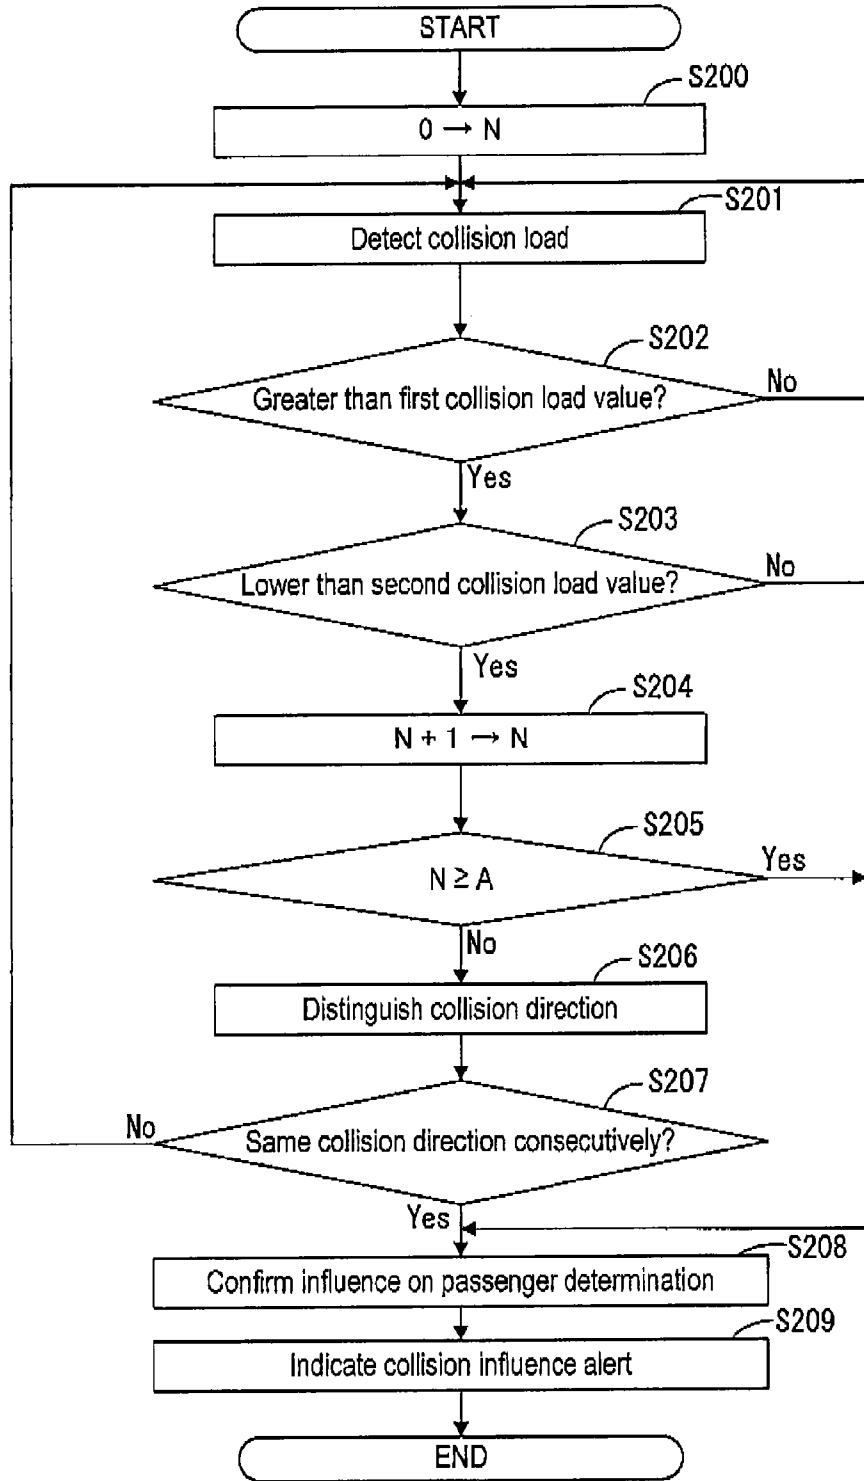 START
S200
0 → N
S201
Detect collision load
S202
Greater than first collision load value?
No
Yes
S203
Lower than second collision load value?
No
Yes
S204
N + 1 → N
S205
N ≥ A
Yes
No
S206
Distinguish collision direction
S207
Same collision direction consecutively?
No
Yes
S208
Confirm influence on passenger determination
S209
Indicate collision influence alert
END